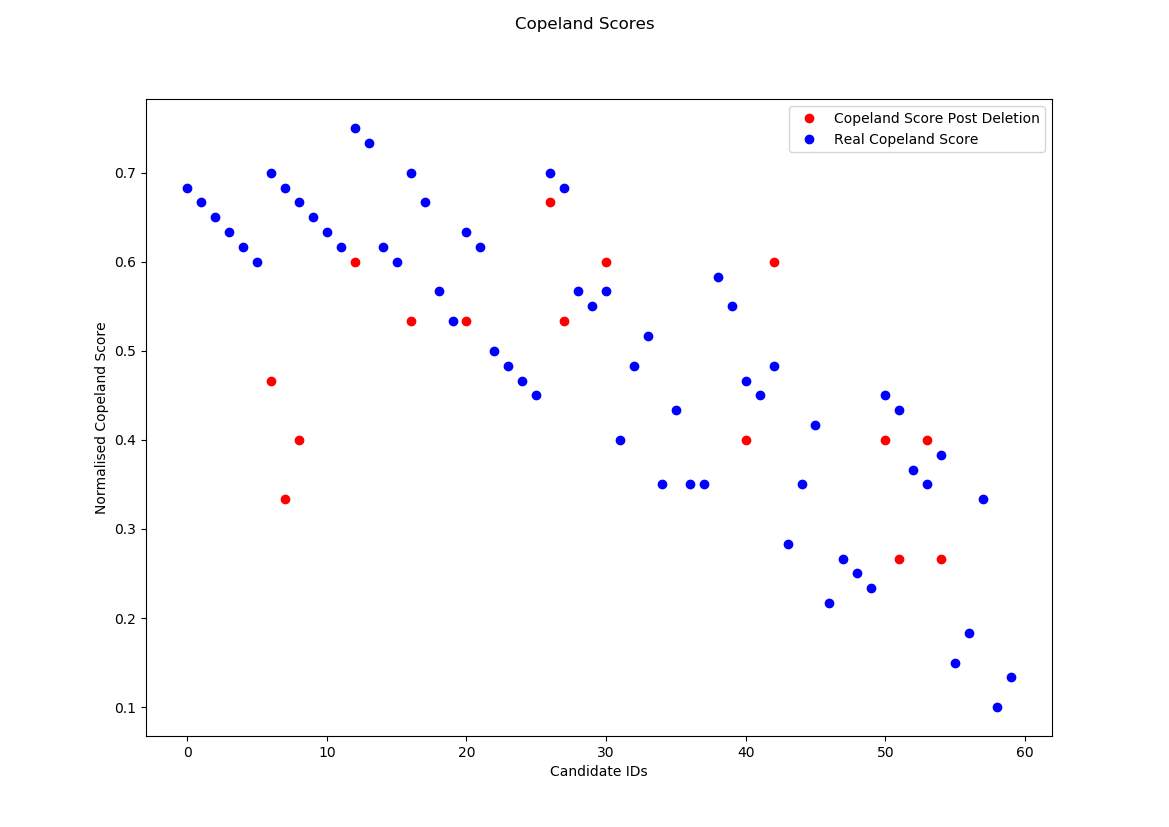 Copeland Scores
Copeland Score Post Deletion
Real Copeland Score
0.7
0.6
0.5
0.4
0.3
0.2
0.1
Normalised Copeland Score
0 10 20 30 40 50 60
Candidate IDs